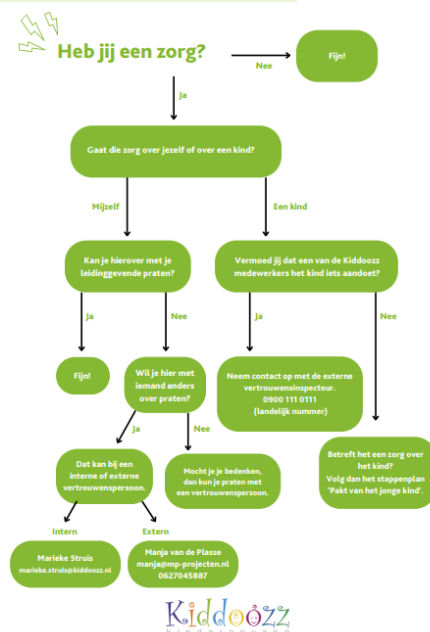 Heb jij een zorg?
Nee
Fijn!
Ja
Gaat die zorg over jezelf of over een kind?
Mijzelf
Een kind
Kan je hierover met je
leidinggevende praten?
Vermoed jij dat een van de Kiddoozz
medewerkers het kind iets aandoet?
Ja
Nee
Ja
Nee
Fijn!
Wil je hier met
iemand anders
over praten?
Neem contact op met de externe
vertrouwensinspecteur.
0900 111 0111
(landelijk nummer)
Ja
Nee
Dat kan bij een
interne of externe
vertrouwenspersoon.
Mocht je je bedenken,
dan kun je praten met
een vertrouwenspersoon.
Betreft het een zorg over
het kind?
Volg dan het stappenplan
'Pakt van het jonge kind'.
Intern
Extern
Marieke Struis
marieke.struis@kiddoozz.nl
Manja van de Plasse
manja@mp-projecten.nl
0627045887
Kiddoozz
kinderopvang